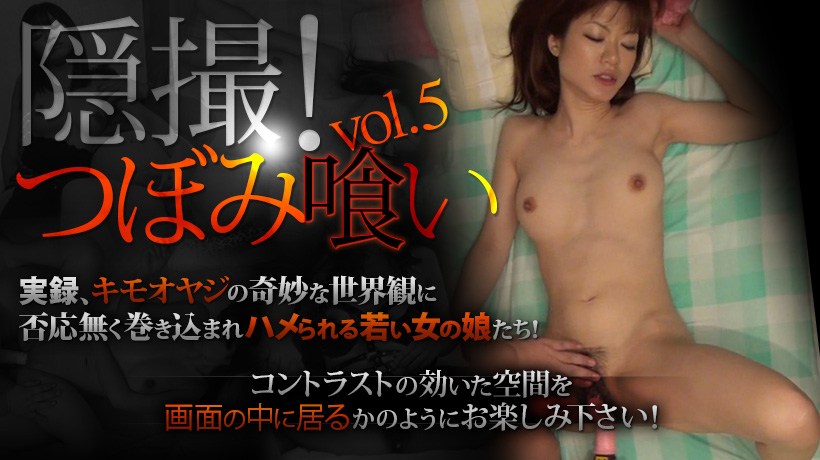 隠撮!
vol.5
つぼみ喰い
実録、キモオヤジの奇妙な世界観に
否応無く巻き込まれハメられる若い女の娘たち!
コントラストの効いた空間を
画面の中に居るかのようにお楽しみ下さい!